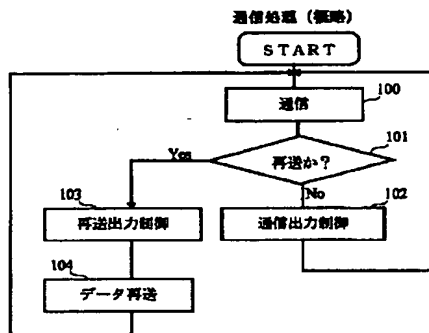 通信処理（概略）
START
通信
100
再送か？
101
Yes
No
103
再送出力制御
通信出力制御
102
104
データ再送